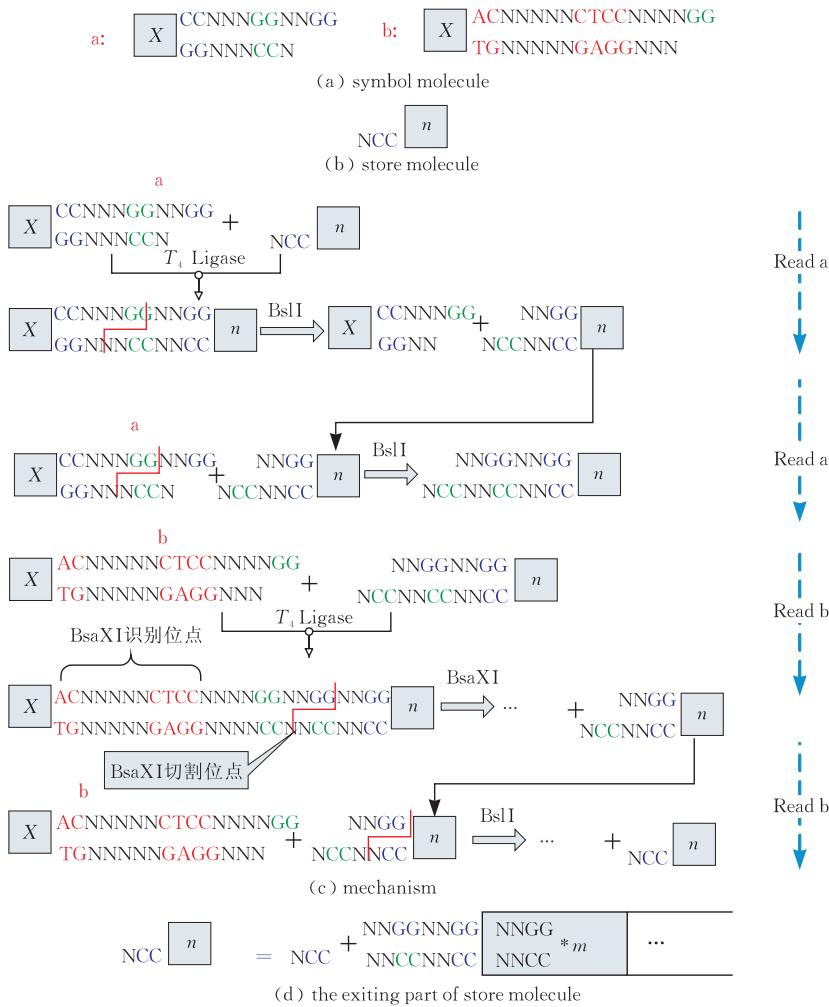 a: X CCNNNGGNNGG b: X ACNNNNNCTCCNNNNGG
GGNNNCCN TGNNNNNGAGGNNN
(a) symbol molecule
NCC n
(b) store molecule
a
X CCNNNGGNNGG + n
GGNNNCCN NCC
T4 Ligase
Read a
X CCNNNGGNNGG n BslI X CCNNNGG + NNGG n
GGNNNCCNNCC GGNN NCCNNCC
a
X CCNNNGGNNGG + NNGG n BslI NNGGNNGG n
GGNNNCCN NCCNNCC NCCNNCCNNCC
Read a
b
X ACNNNNNCTCCNNNNGG + NNGGNNGG n
TGNNNNNGAGGNNN NCCNNCCNNCC
T4 Ligase
Read b
BsaXI识别位点
X ACNNNNNCTCCNNNNGGNNGGNNGG n BsaXI ... + NNGG n
TGNNNNNGAGGNNNNCCNNCCNNCC NCCNNCC
BsaXI切割位点
b
Read b
X ACNNNNNCTCCNNNNGG + NNGG n BslI ... + n
TGNNNNNGAGGNNN NCCNNCC NCC
(c) mechanism
NCC n = NCC + NNGGNNGG NNGG *m ...
NNCCNNCC NNCC
(d) the exiting part of store molecule